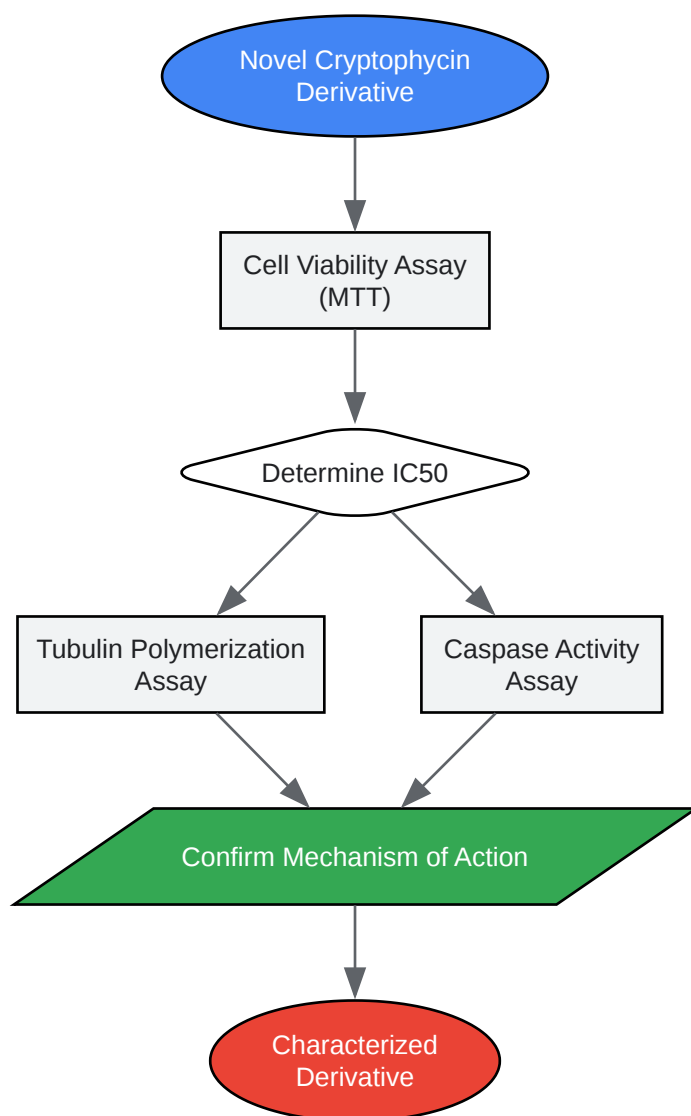 Novel Cryptophycin
Derivative
Cell Viability Assay
(MTT)
Determine IC50
Tubulin Polymerization
Assay
Caspase Activity
Assay
Confirm Mechanism of Action
Characterized
Derivative